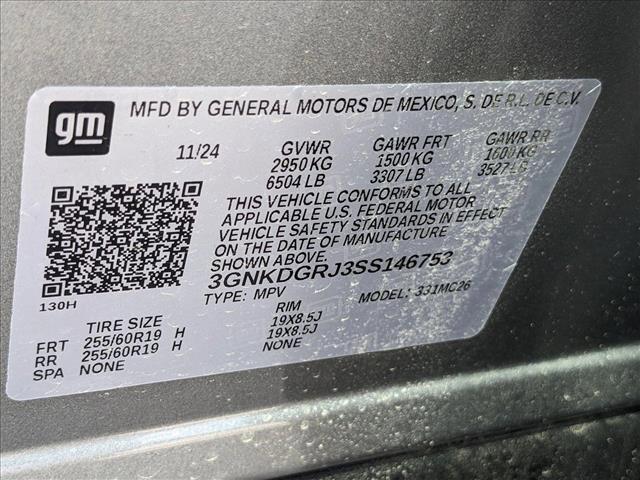 gm
MFD BY GENERAL MOTORS DE MEXICO, S. DE R.L. DE C.V.
11/24 GVWR GAWR FRT GAWR RR
2950 KG 1500 KG 1600 KG
6504 LB 3307 LB 3527 LB
THIS VEHICLE CONFORMS TO ALL
APPLICABLE U.S. FEDERAL MOTOR
VEHICLE SAFETY STANDARDS IN EFFECT
ON THE DATE OF MANUFACTURE
SHOWN ABOVE.
3GNKDGRJ3SS146753
130H
TYPE: MPV MODEL: 331MC26
TIRE SIZE RIM
FRT 255/60R19 H 19X8.5J
RR 255/60R19 H 19X8.5J
SPA NONE NONE